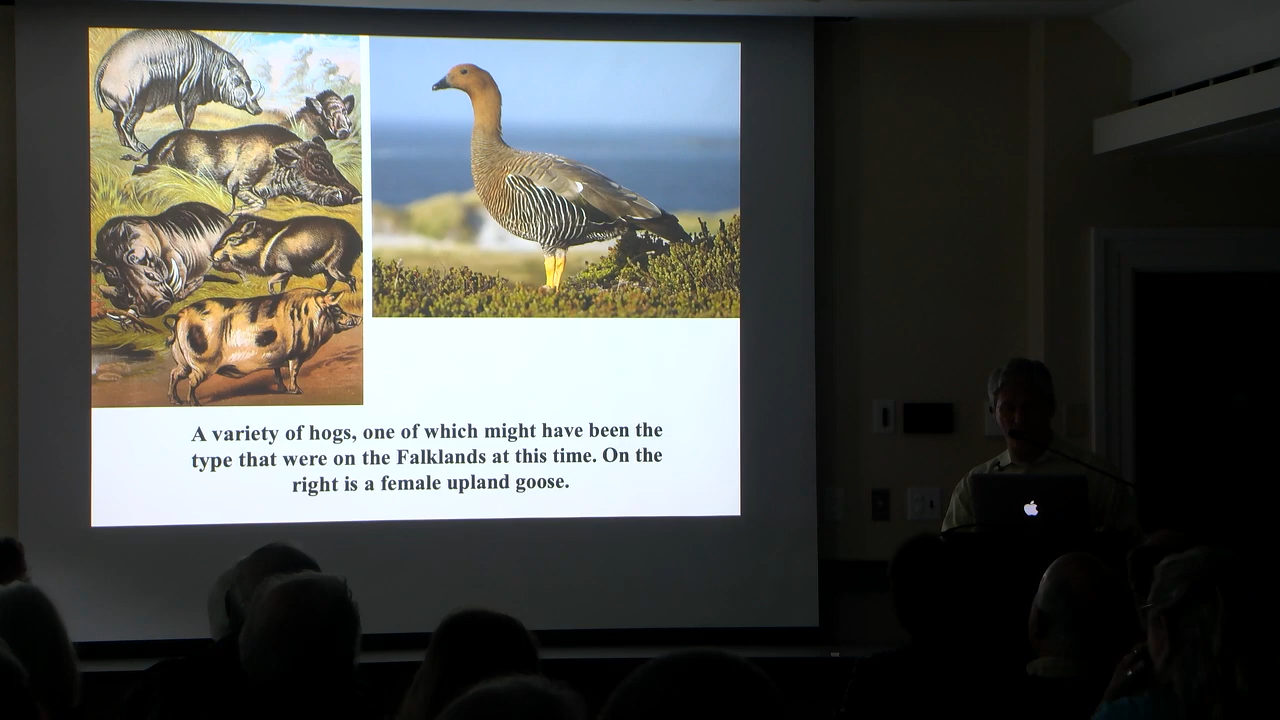 A variety of hogs, one of which might have been the
type that were on the Falklands at this time. On the
right is a female upland goose.